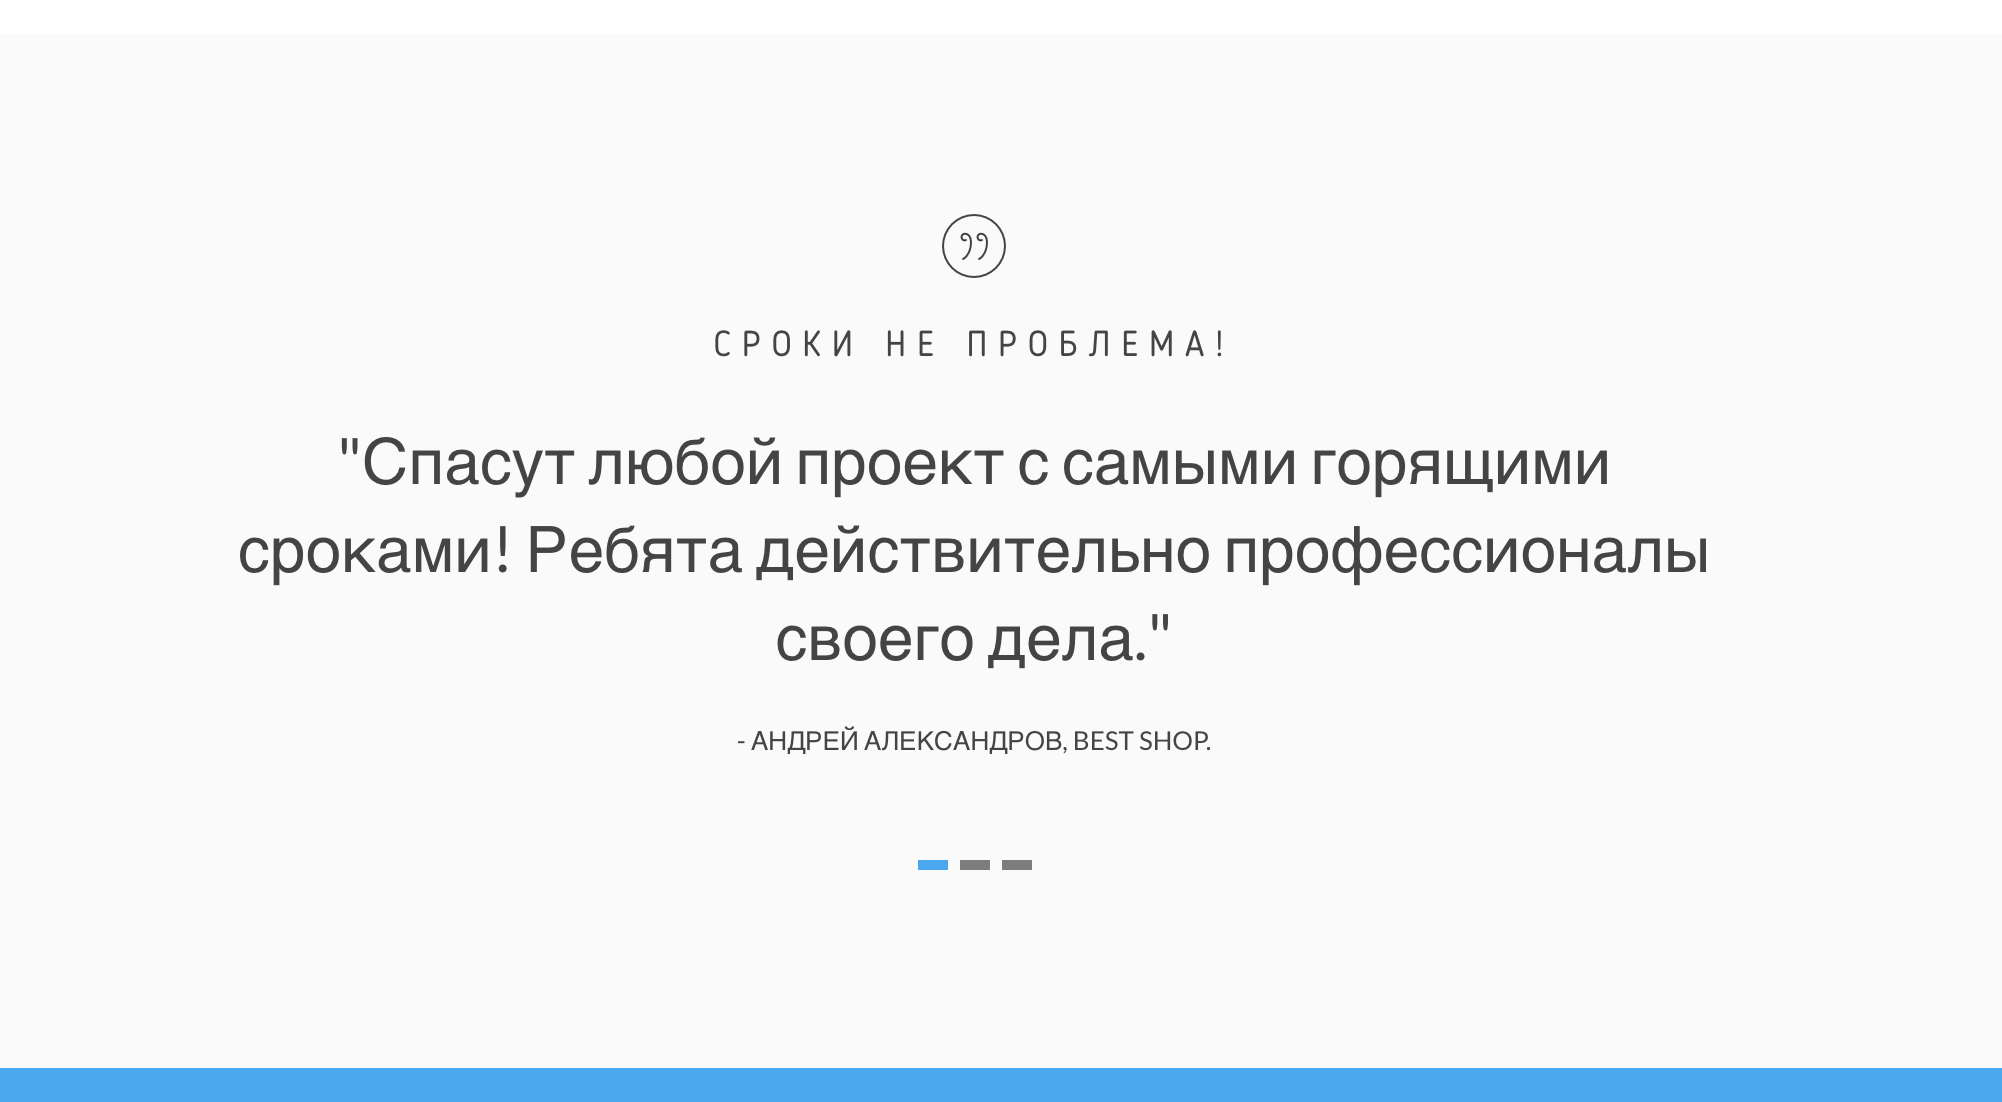 СРОКИ НЕ ПРОБЛЕМА!
"Спасут любой проект с самыми горящими
сроками! Ребята действительно профессионалы
своего дела."
- АНДРЕЙ АЛЕКСАНДРОВ, BEST SHOP.